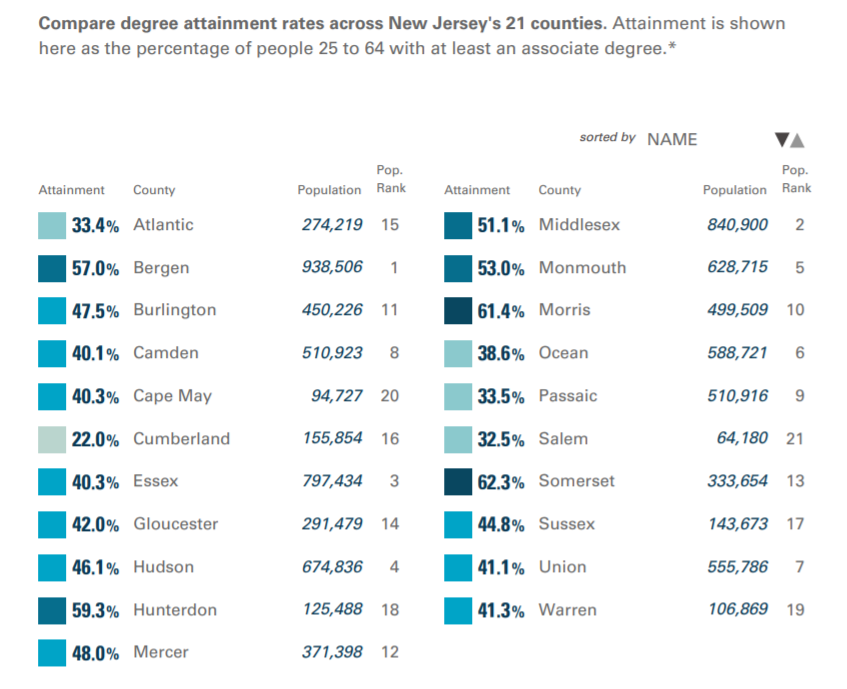 Compare degree attainment rates across New Jersey's 21 counties. Attainment is shown
here as the percentage of people 25 to 64 with at least an associate degree.*
sorted by NAME
Attainment County Population Pop. Rank
33.4% Atlantic 274,219 15
57.0% Bergen 938,506 1
47.5% Burlington 450,226 11
40.1% Camden 510,923 8
40.3% Cape May 94,727 20
22.0% Cumberland 155,854 16
40.3% Essex 797,434 3
42.0% Gloucester 291,479 14
46.1% Hudson 674,836 4
59.3% Hunterdon 125,488 18
48.0% Mercer 371,398 12
Attainment County Population Pop. Rank
51.1% Middlesex 840,900 2
53.0% Monmouth 628,715 5
61.4% Morris 499,509 10
38.6% Ocean 588,721 6
33.5% Passaic 510,916 9
32.5% Salem 64,180 21
62.3% Somerset 333,654 13
44.8% Sussex 143,673 17
41.1% Union 555,786 7
41.3% Warren 106,869 19